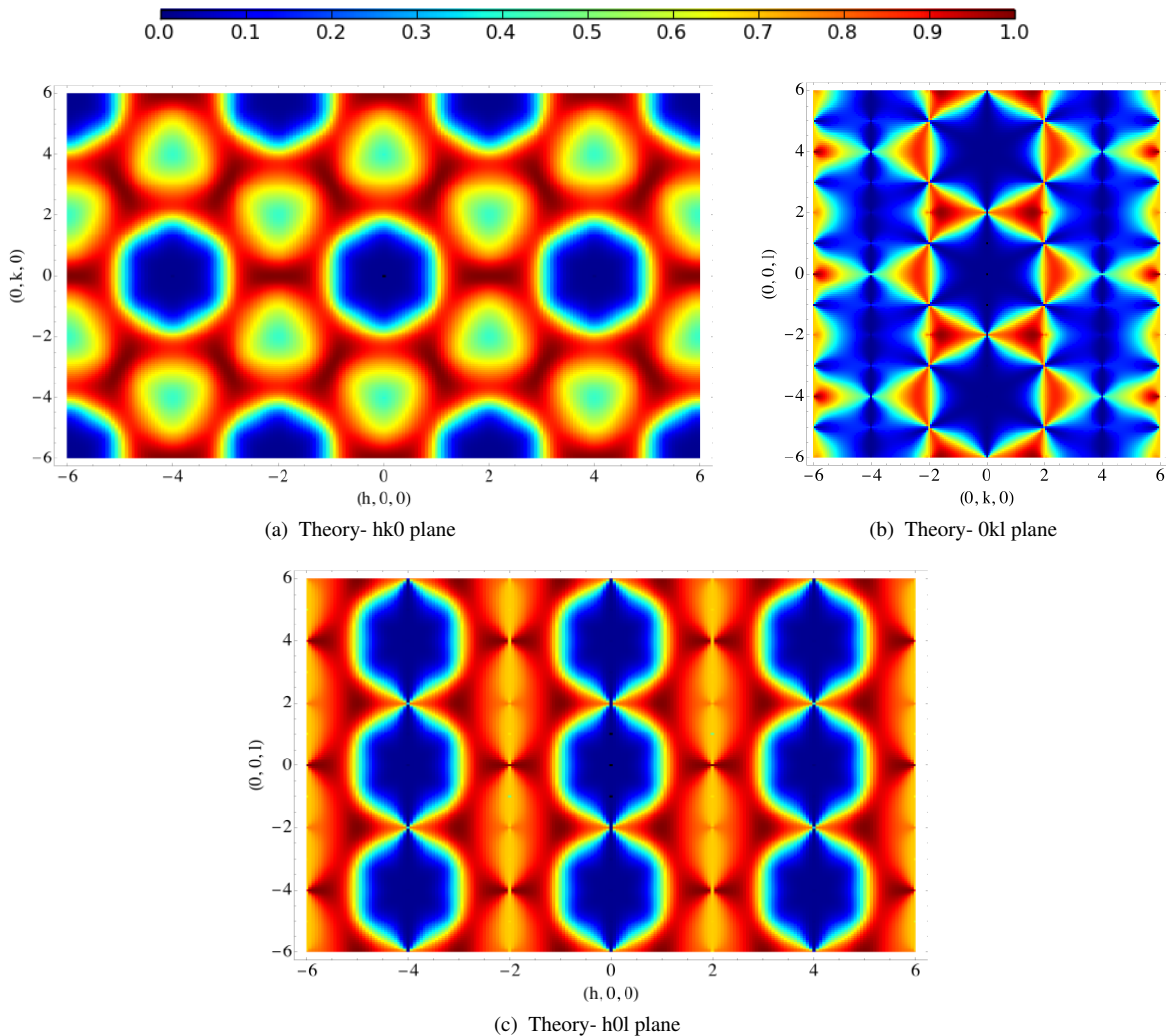 0.0 0.1 0.2 0.3 0.4 0.5 0.6 0.7 0.8 0.9 1.0
6
4
2
0
−2
−4
−6
(0, k, 0)
−6 −4 −2 0 2 4 6
(h, 0, 0)
(a) Theory- hk0 plane
6
4
2
0
−2
−4
−6
(0, 0, l)
−6 −4 −2 0 2 4 6
(0, k, 0)
(b) Theory- 0kl plane
6
4
2
0
−2
−4
−6
(0, 0, l)
−6 −4 −2 0 2 4 6
(h, 0, 0)
(c) Theory- h0l plane